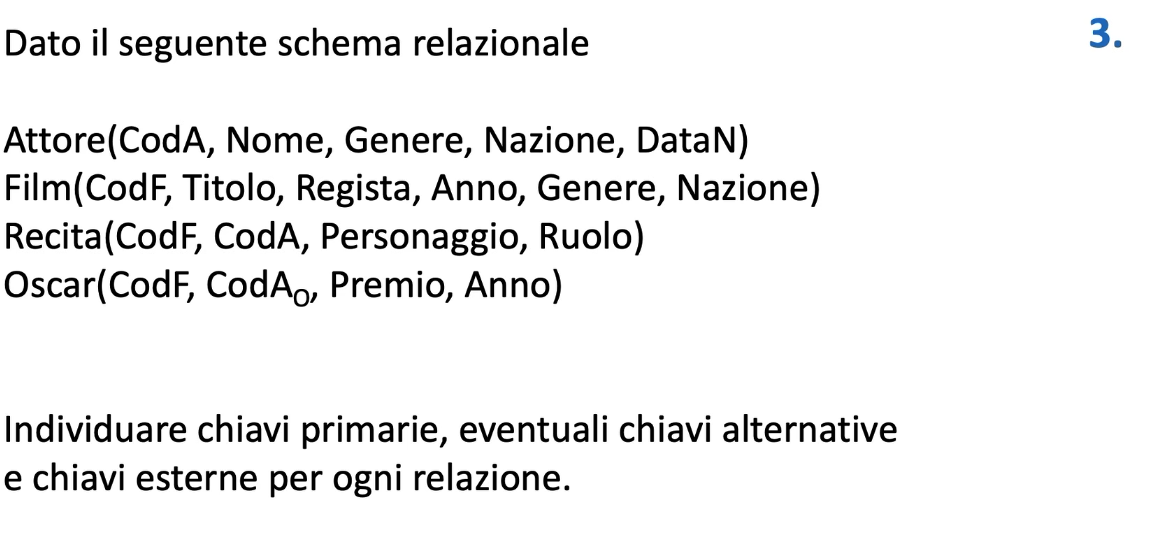 Dato il seguente schema relazionale
3.
Attore(CodA, Nome, Genere, Nazione, DataN)
Film(CodF, Titolo, Regista, Anno, Genere, Nazione)
Recita(CodF, CodA, Personaggio, Ruolo)
Oscar(CodF, CodAO, Premio, Anno)
Individuare chiavi primarie, eventuali chiavi alternative
e chiavi esterne per ogni relazione.